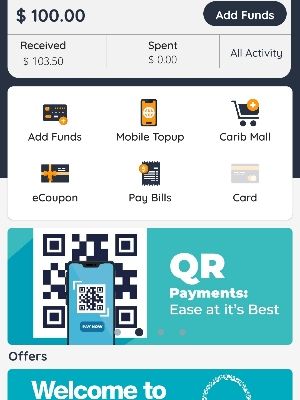 $ 100.00
Add Funds
Received
$ 103.50
Spent
$ 0.00
All Activity
Add Funds
Mobile Topup
Carib Mall
eCoupon
Pay Bills
Card
QR
Payments:
Ease at it's Best
PAY NOW
Offers
Welcome to